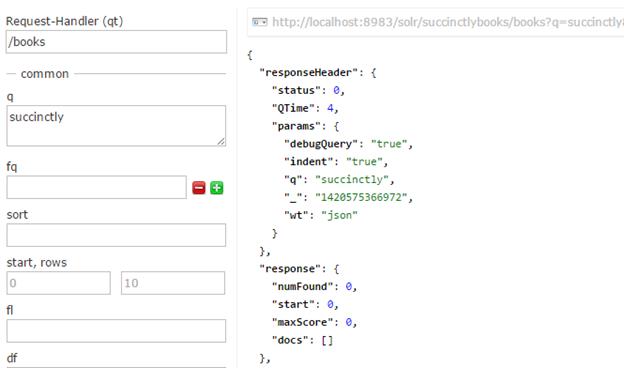 Request-Handler (qt)
/books
common
q
succinctly
fq
sort
start, rows
0
10
fl
df
http://localhost:8983/solr/succinctlybooks/books?q=succinctly&
{
"responseHeader": {
"status": 0,
"QTime": 4,
"params": {
"debugQuery": "true",
"indent": "true",
"q": "succinctly",
"_": "1420575366972",
"wt": "json"
}
},
"response": {
"numFound": 0,
"start": 0,
"maxScore": 0,
"docs": []
},